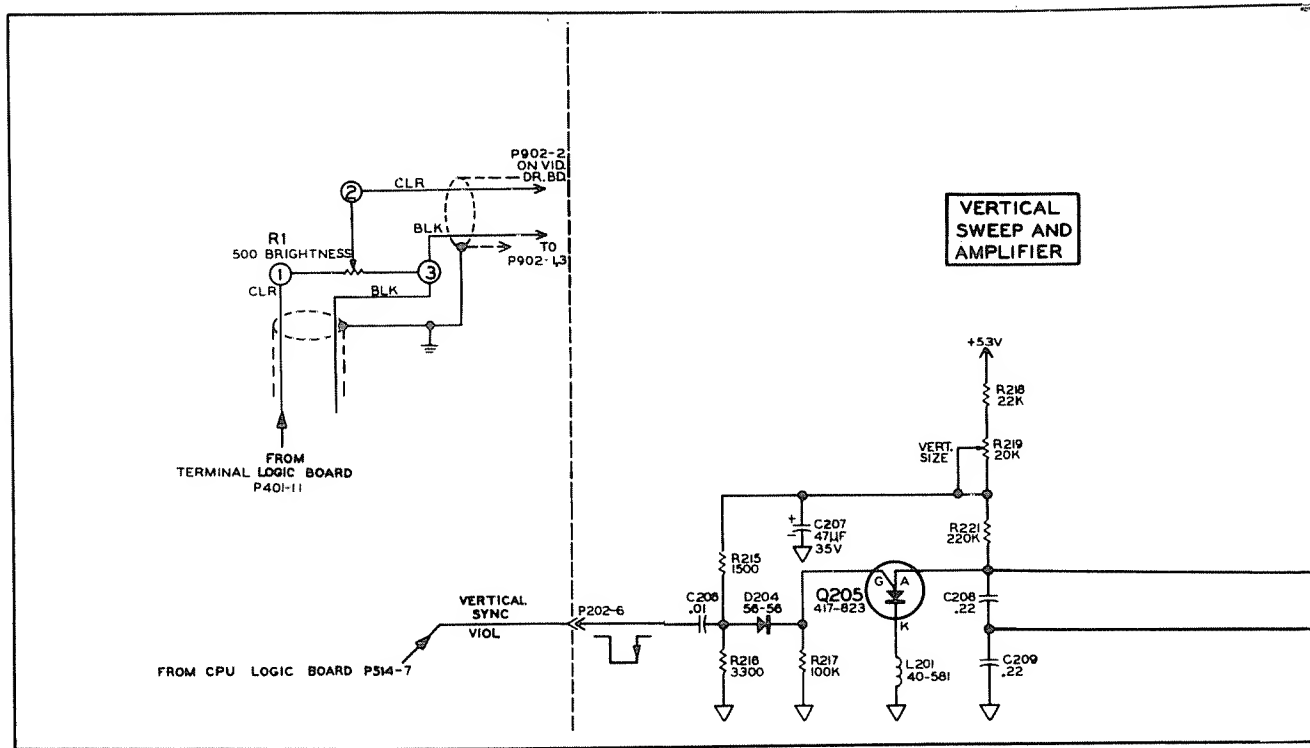 P902-2
ON VID.
DR. BD.
CLR
2
BLK
R1
500 BRIGHTNESS
TO
P902-1,3
1
3
CLR
BLK
FROM
TERMINAL LOGIC BOARD
P401-11
VERTICAL
SWEEP AND
AMPLIFIER
+53V
R218
22K
VERT.
SIZE
R219
20K
+
-
C207
47µF
35V
R221
220K
R215
1500
G
A
Q205
417-823
K
VERTICAL
SYNC
VIOL
P202-6
C206
.01
D204
56-56
C208
.22
FROM CPU LOGIC BOARD P514-7
R216
3300
R217
100K
L201
40-581
C209
.22